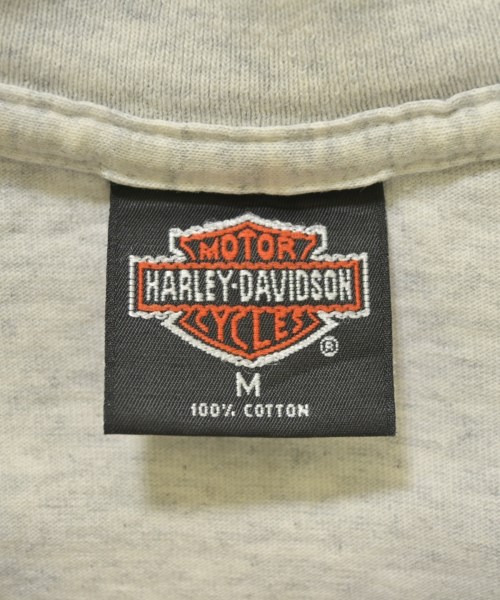 MOTOR
HARLEY-DAVIDSON
CYCLES
®
M
100% COTTON